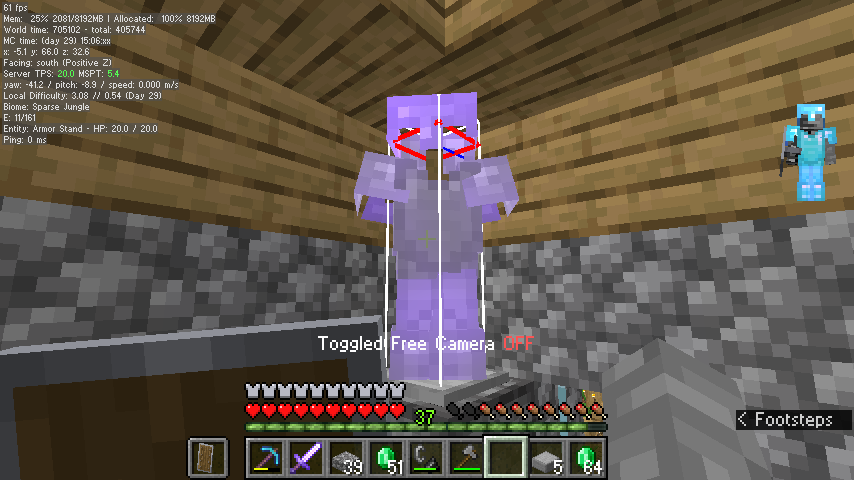 61 fps
Mem: 25% 2081/8192MB | Allocated: 100% 8192MB
World time: 705102 - total: 405744
MC time: (day 29) 15:06:xx
x: -5.1 y: 66.0 z: 32.6
Facing: south (Positive Z)
Server TPS: 20.0 MSPT: 5.4
yaw: -41.2 / pitch: -8.9 / speed: 0.000 m/s
Local Difficulty: 3.08 // 0.54 (Day 29)
Biome: Sparse Jungle
E: 11/161
Entity: Armor Stand - HP: 20.0 / 20.0
Ping: 0 ms
Toggled Free Camera OFF
37
< Footsteps
39 51 5 64